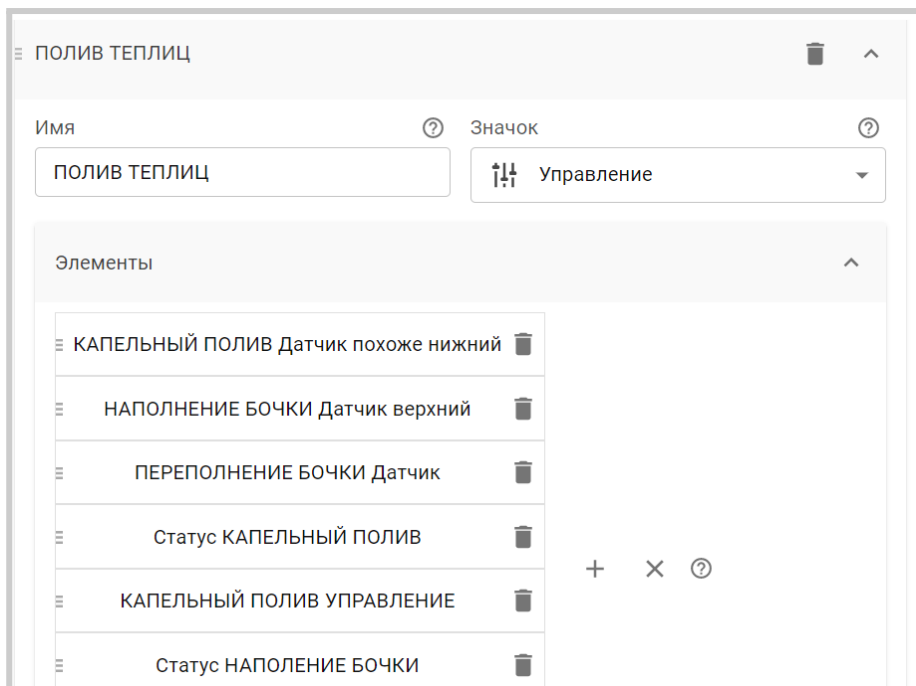 ПОЛИВ ТЕПЛИЦ
Имя
Значок
ПОЛИВ ТЕПЛИЦ
Управление
Элементы
КАПЕЛЬНЫЙ ПОЛИВ Датчик похоже нижний
НАПОЛНЕНИЕ БОЧКИ Датчик верхний
ПЕРЕПОЛНЕНИЕ БОЧКИ Датчик
Статус КАПЕЛЬНЫЙ ПОЛИВ
КАПЕЛЬНЫЙ ПОЛИВ УПРАВЛЕНИЕ
Статус НАПОЛЕНИЕ БОЧКИ